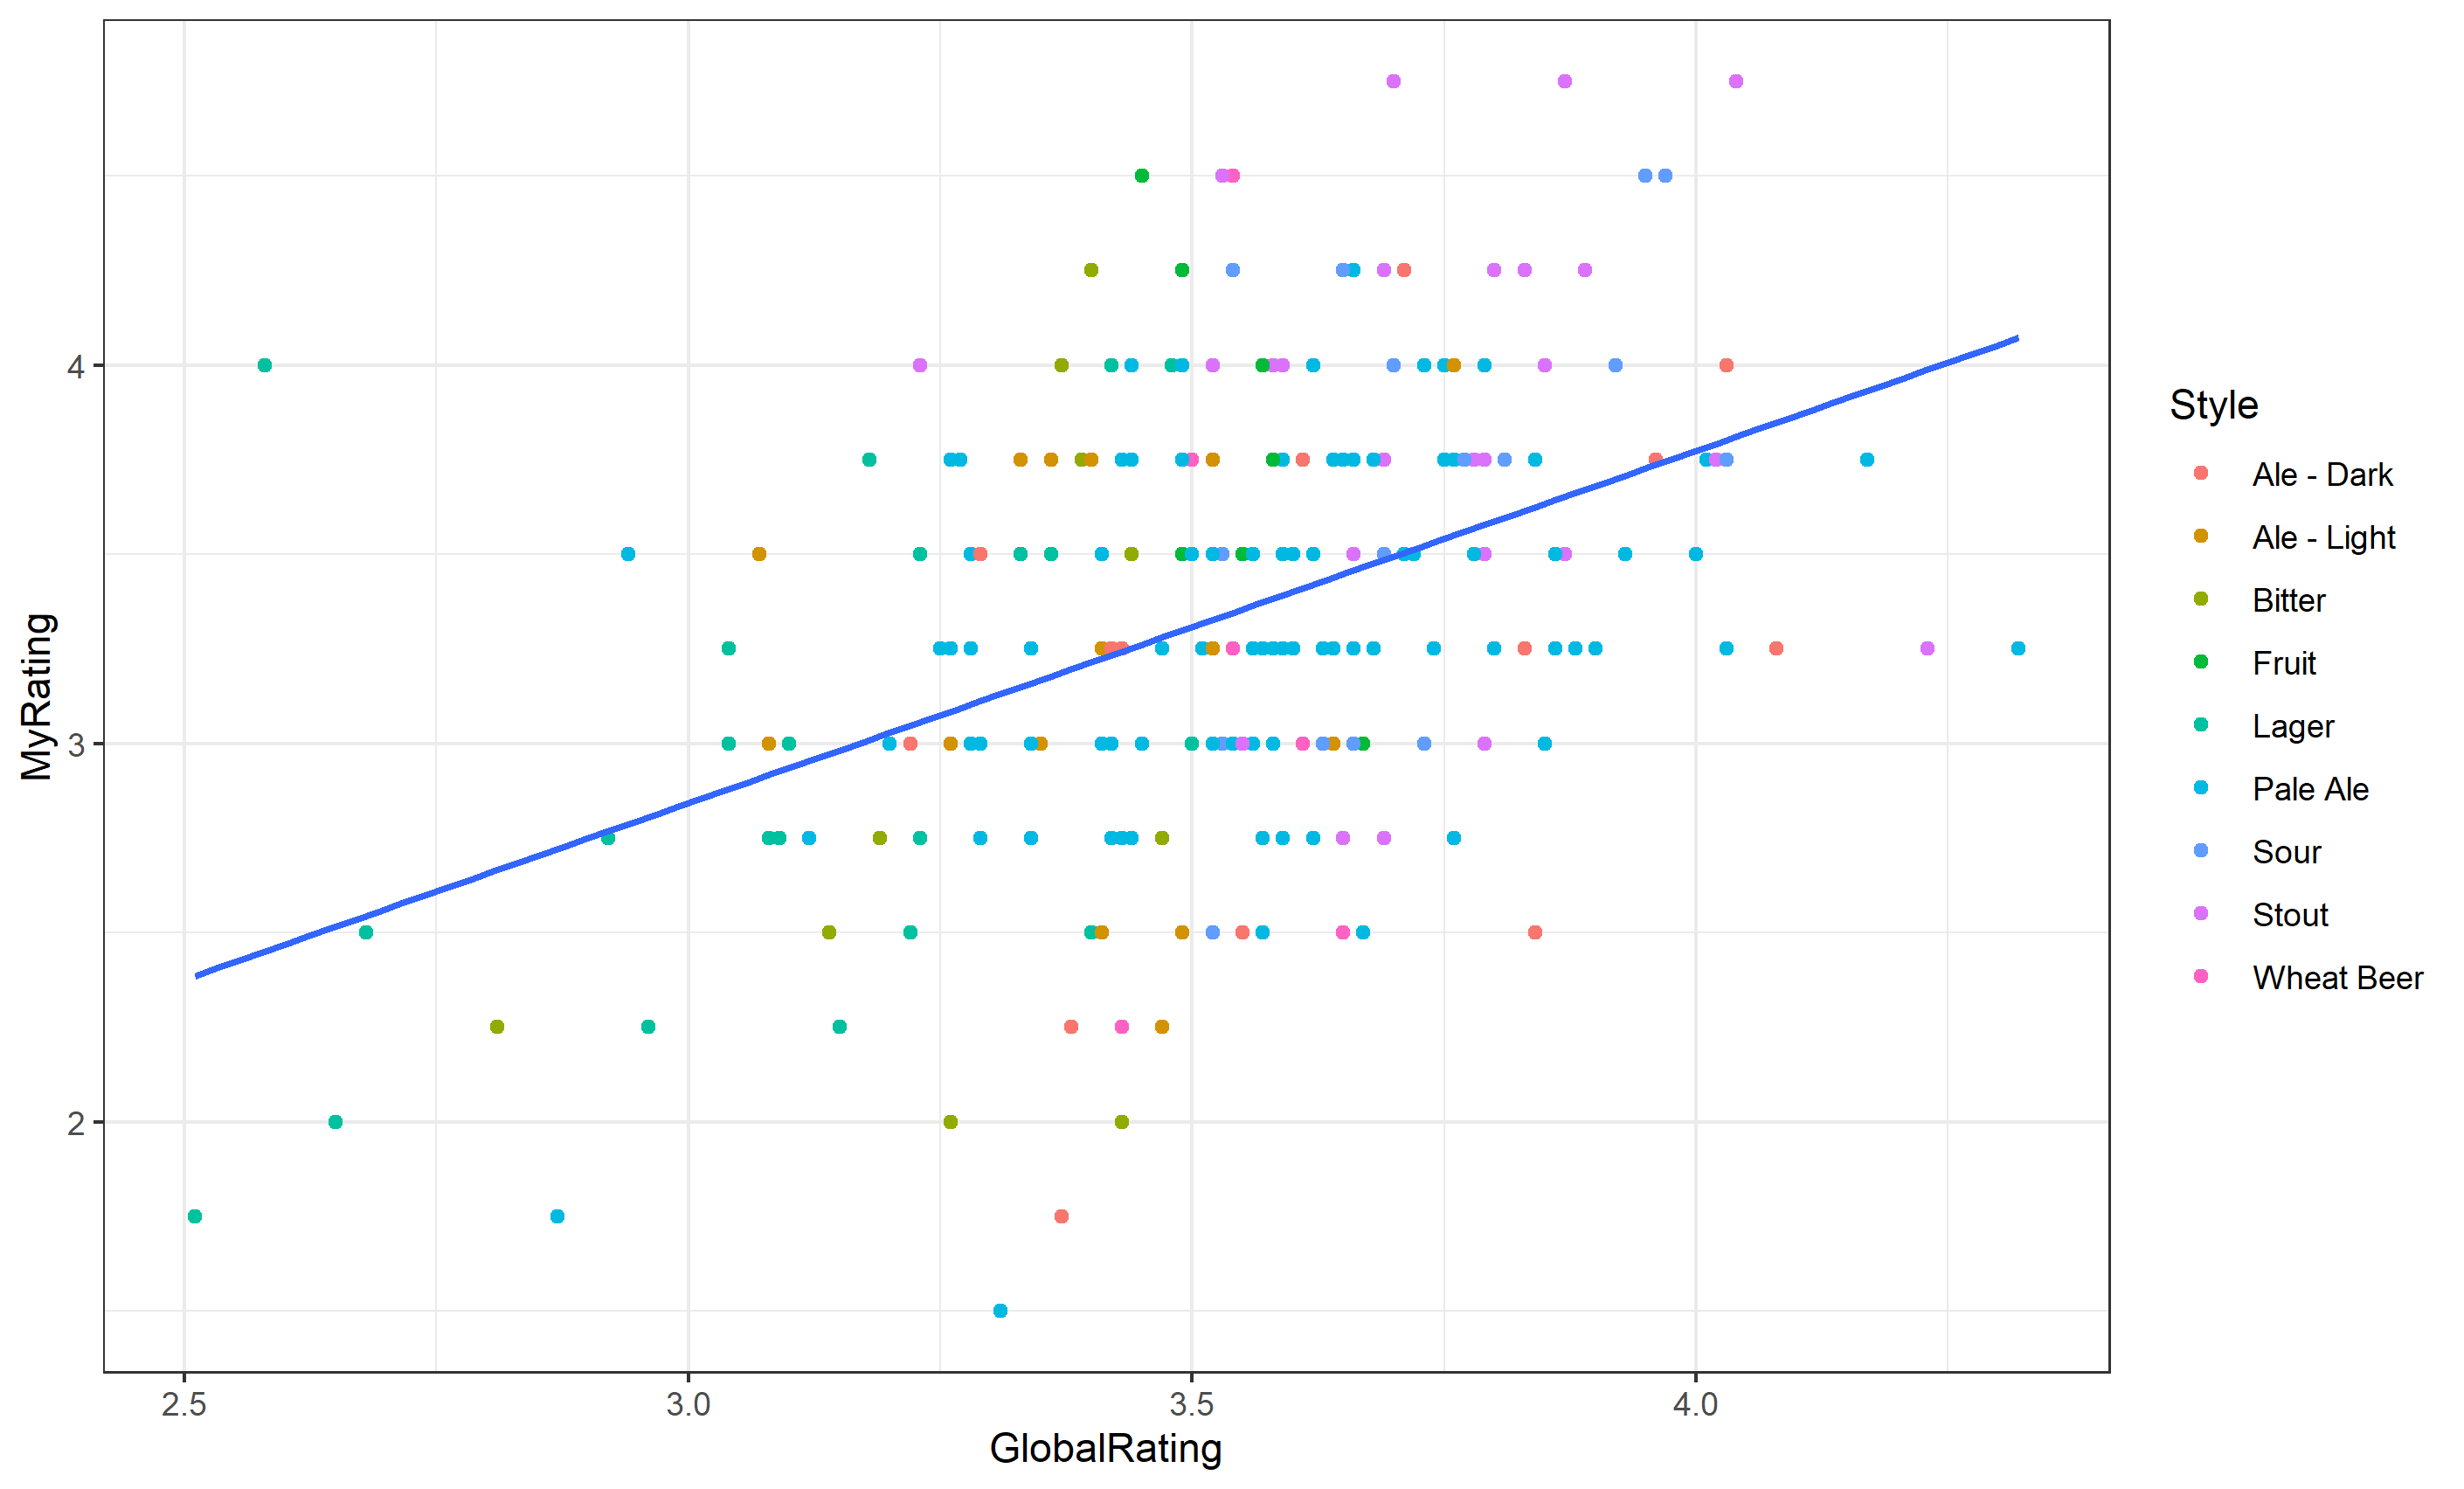 4
3
2
MyRating
2.5
3.0
3.5
4.0
GlobalRating
Style
Ale - Dark
Ale - Light
Bitter
Fruit
Lager
Pale Ale
Sour
Stout
Wheat Beer